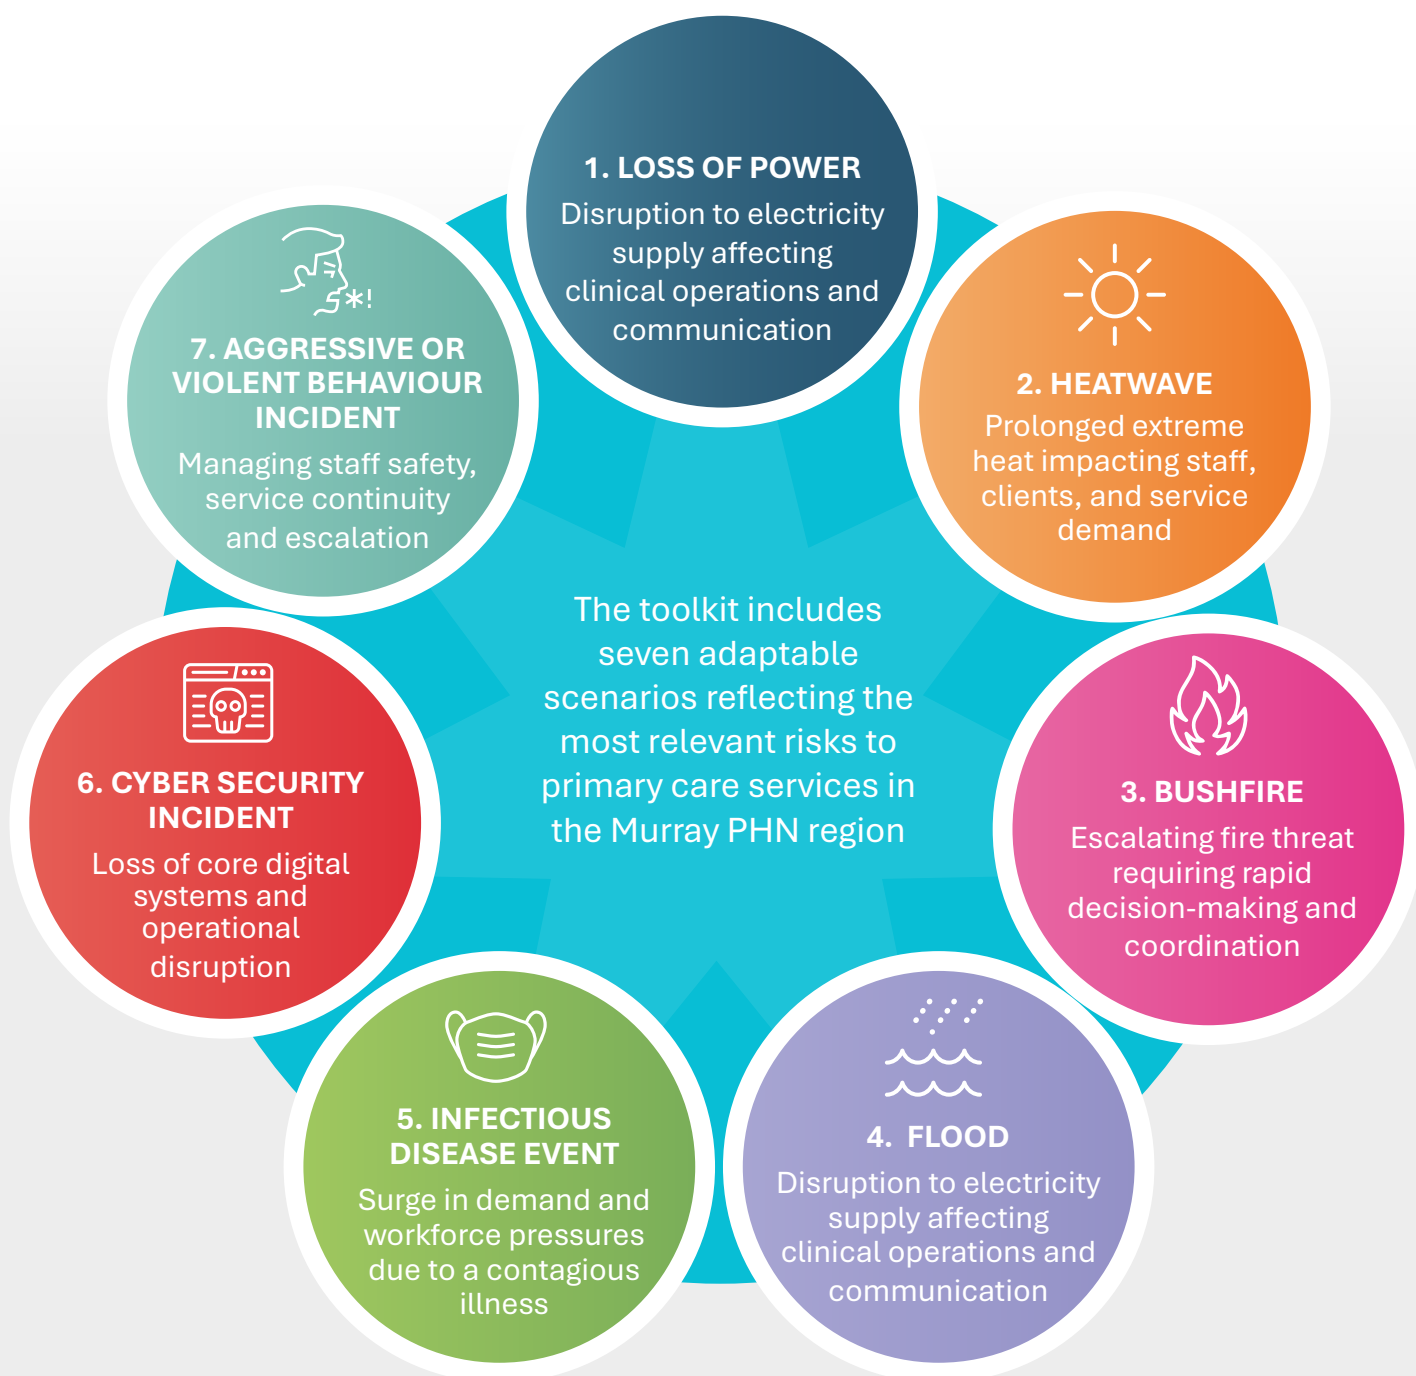 1. LOSS OF POWER
Disruption to electricity
supply affecting
clinical operations and
communication
2. HEATWAVE
Prolonged extreme
heat impacting staff,
clients, and service
demand
3. BUSHFIRE
Escalating fire threat
requiring rapid
decision-making and
coordination
4. FLOOD
Disruption to electricity
supply affecting
clinical operations and
communication
5. INFECTIOUS
DISEASE EVENT
Surge in demand and
workforce pressures
due to a contagious
illness
6. CYBER SECURITY
INCIDENT
Loss of core digital
systems and
operational
disruption
*!
7. AGGRESSIVE OR
VIOLENT BEHAVIOUR
INCIDENT
Managing staff safety,
service continuity
and escalation
The toolkit includes
seven adaptable
scenarios reflecting the
most relevant risks to
primary care services in
the Murray PHN region